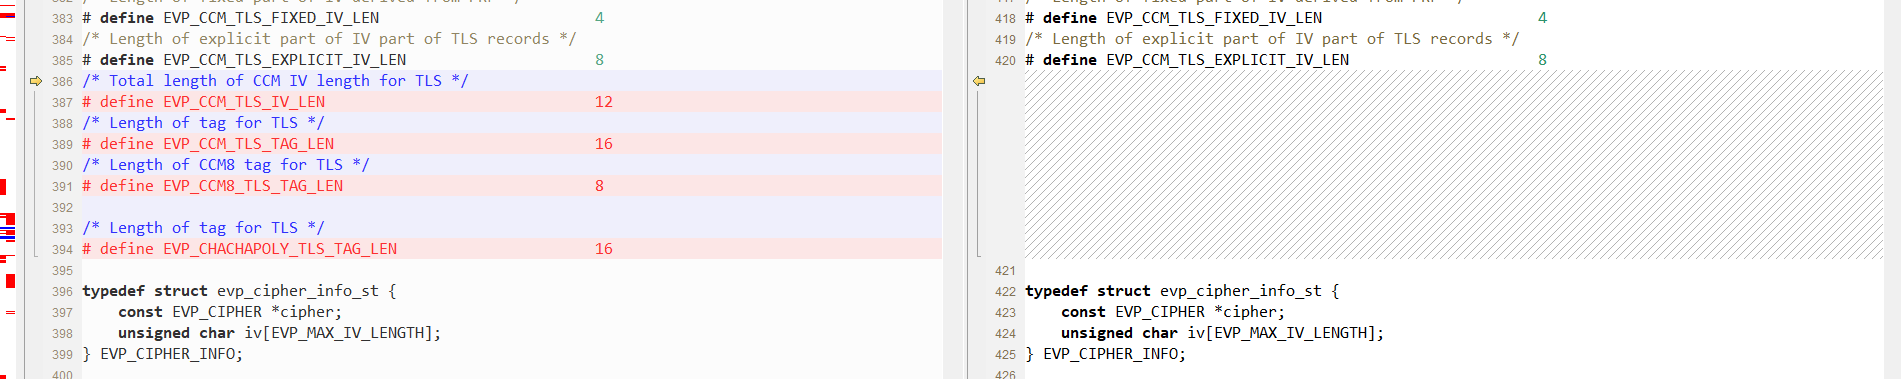 383 # define EVP_CCM_TLS_FIXED_IV_LEN 4
384 /* Length of explicit part of IV part of TLS records */
385 # define EVP_CCM_TLS_EXPLICIT_IV_LEN 8
386 /* Total length of CCM IV length for TLS */
387 # define EVP_CCM_TLS_IV_LEN 12
388 /* Length of tag for TLS */
389 # define EVP_CCM_TLS_TAG_LEN 16
390 /* Length of CCM8 tag for TLS */
391 # define EVP_CCM8_TLS_TAG_LEN 8
392
393 /* Length of tag for TLS */
394 # define EVP_CHACHAPOLY_TLS_TAG_LEN 16
395
396 typedef struct evp_cipher_info_st {
397 const EVP_CIPHER *cipher;
398 unsigned char iv[EVP_MAX_IV_LENGTH];
399 } EVP_CIPHER_INFO;
400
418 # define EVP_CCM_TLS_FIXED_IV_LEN 4
419 /* Length of explicit part of IV part of TLS records */
420 # define EVP_CCM_TLS_EXPLICIT_IV_LEN 8
421
422 typedef struct evp_cipher_info_st {
423 const EVP_CIPHER *cipher;
424 unsigned char iv[EVP_MAX_IV_LENGTH];
425 } EVP_CIPHER_INFO;
426